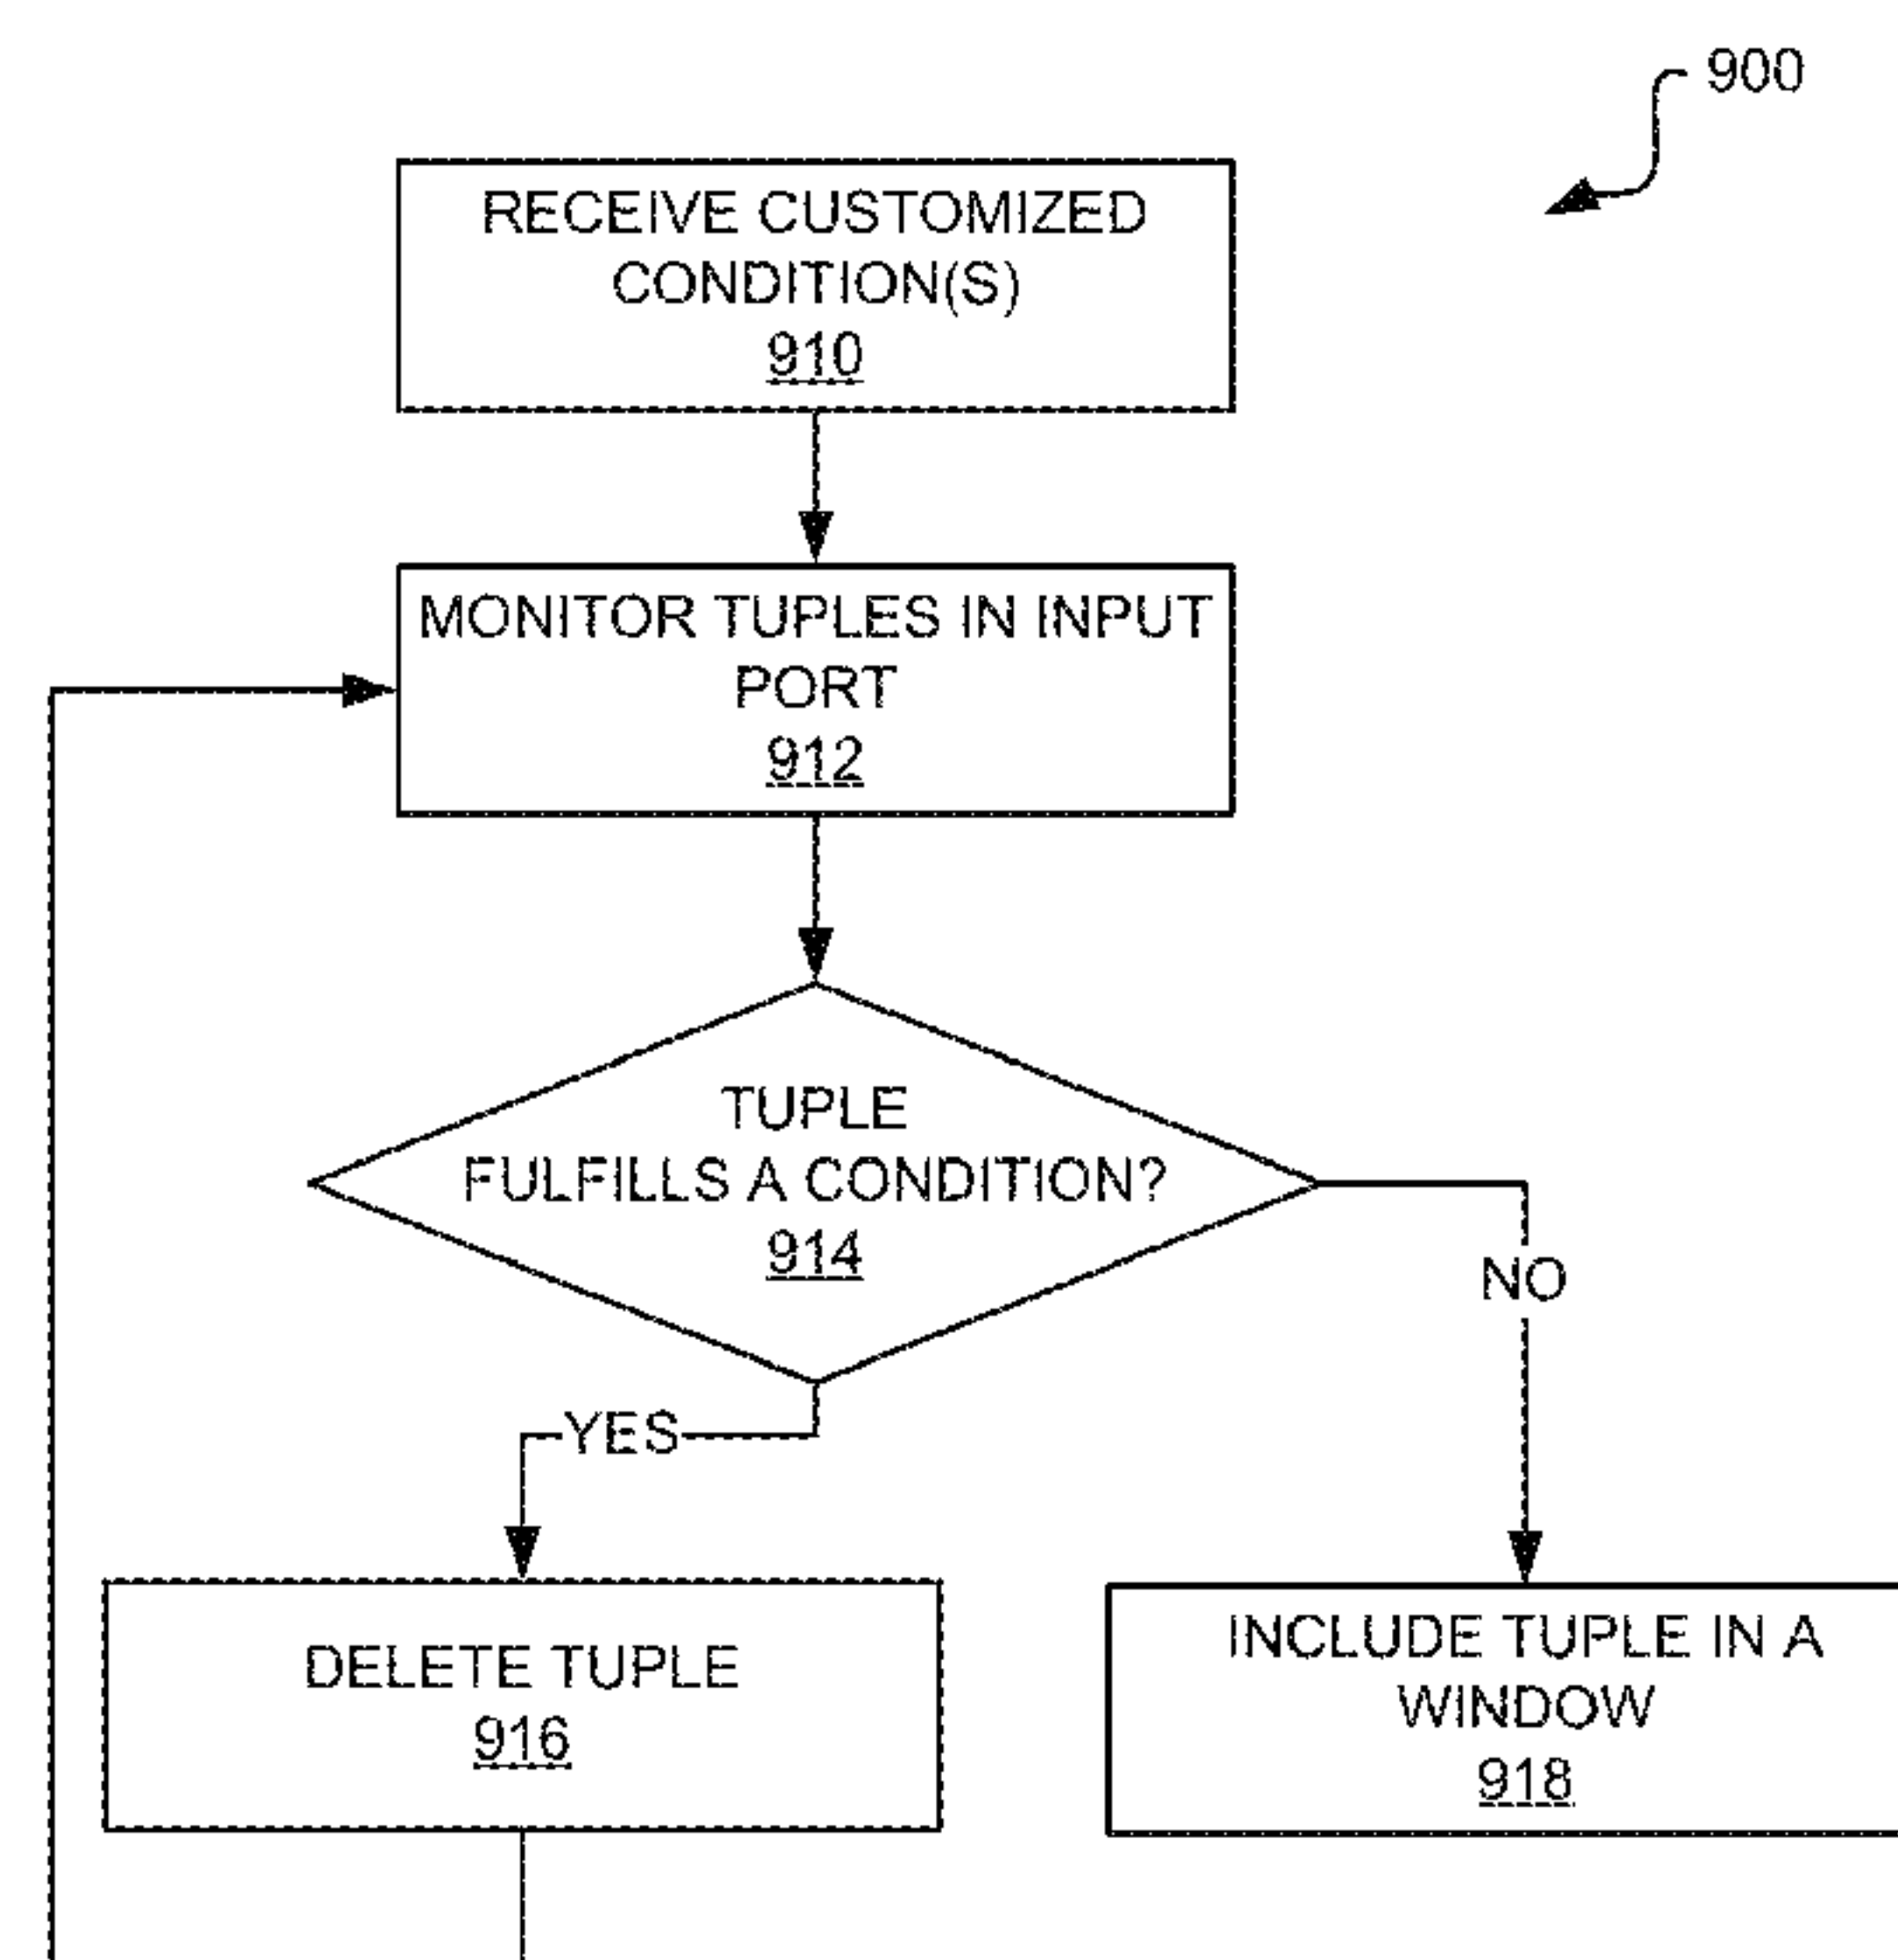 900
RECEIVE CUSTOMIZED
CONDITION(S)
910
MONITOR TUPLES IN INPUT
PORT
912
TUPLE
FULFILLS A CONDITION?
914
NO
YES
DELETE TUPLE
916
INCLUDE TUPLE IN A
WINDOW
918